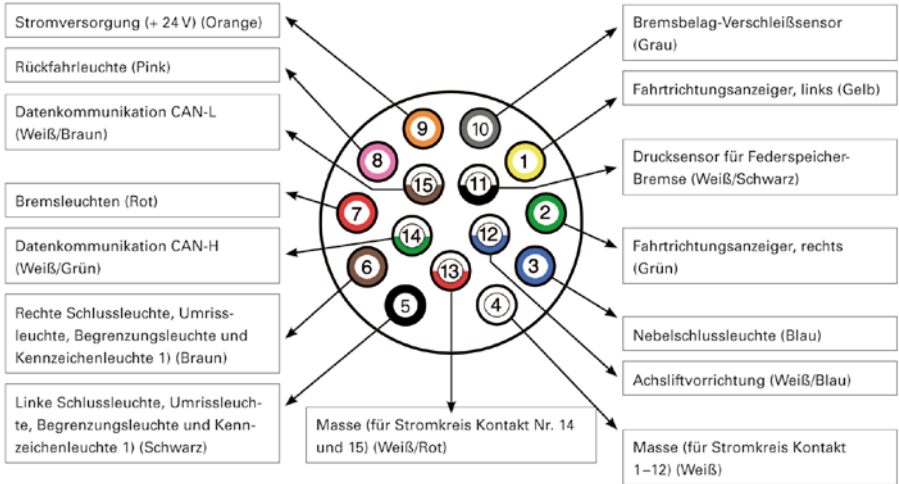 Stromversorgung (+ 24 V) (Orange)
Rückfahrleuchte (Pink)
Datenkommunikation CAN-L
(Weiß/Braun)
Bremsleuchten (Rot)
Datenkommunikation CAN-H
(Weiß/Grün)
Rechte Schlussleuchte, Umriss-
leuchte, Begrenzungsleuchte und
Kennzeichenleuchte 1) (Braun)
Linke Schlussleuchte, Umrissleuch-
te, Begrenzungsleuchte und Kenn-
zeichenleuchte 1) (Schwarz)
9
10
8
1
15
11
7
2
14
12
6
13
3
5
4
Masse (für Stromkreis Kontakt Nr. 14
und 15) (Weiß/Rot)
Bremsbelag-Verschleißsensor
(Grau)
Fahrtrichtungsanzeiger, links (Gelb)
Drucksensor für Federspeicher-
Bremse (Weiß/Schwarz)
Fahrtrichtungsanzeiger, rechts
(Grün)
Nebelschlussleuchte (Blau)
Achsliftvorrichtung (Weiß/Blau)
Masse (für Stromkreis Kontakt
1–12) (Weiß)